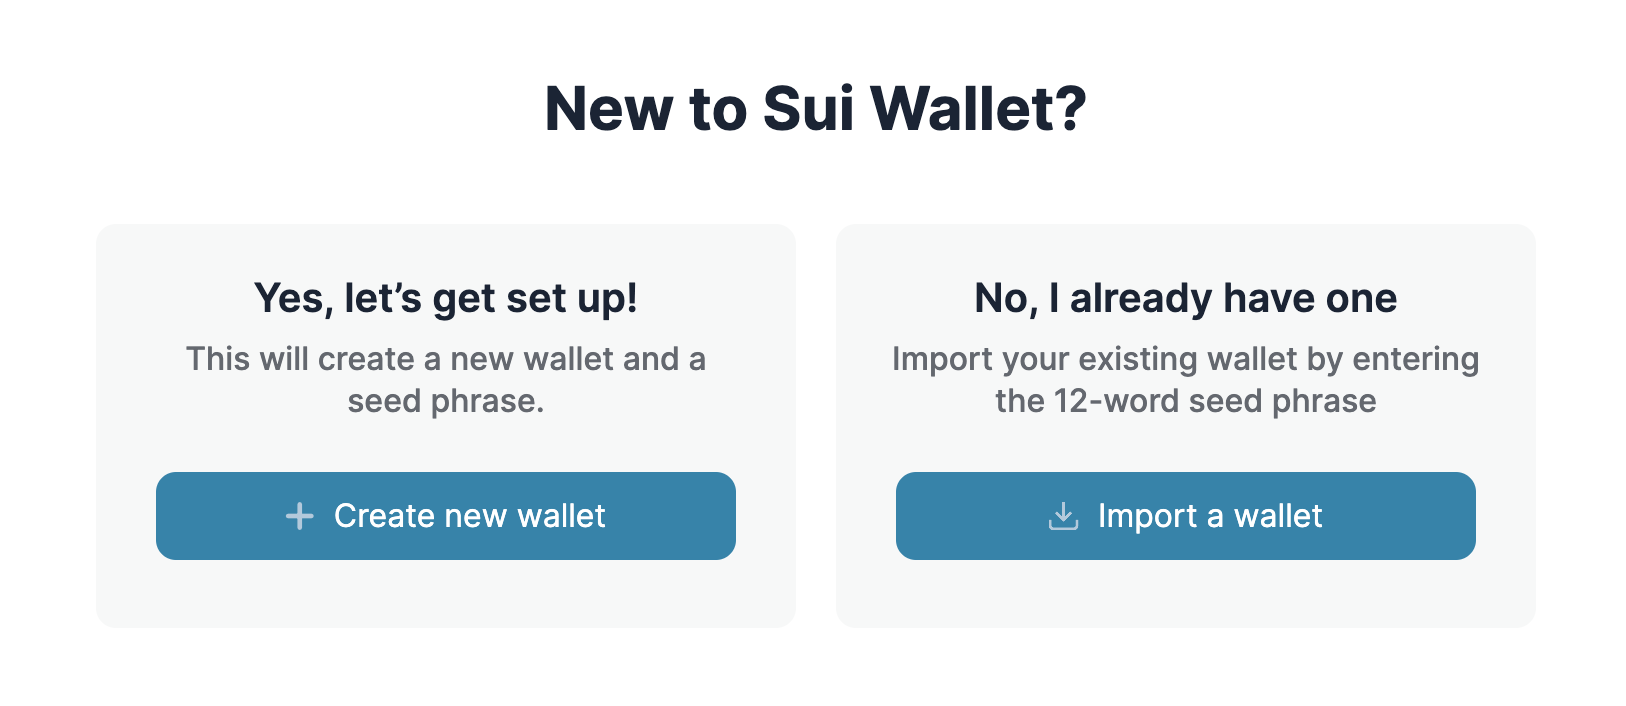 New to Sui Wallet?
Yes, let’s get set up!
This will create a new wallet and a
seed phrase.
Create new wallet
No, I already have one
Import your existing wallet by entering
the 12-word seed phrase
Import a wallet